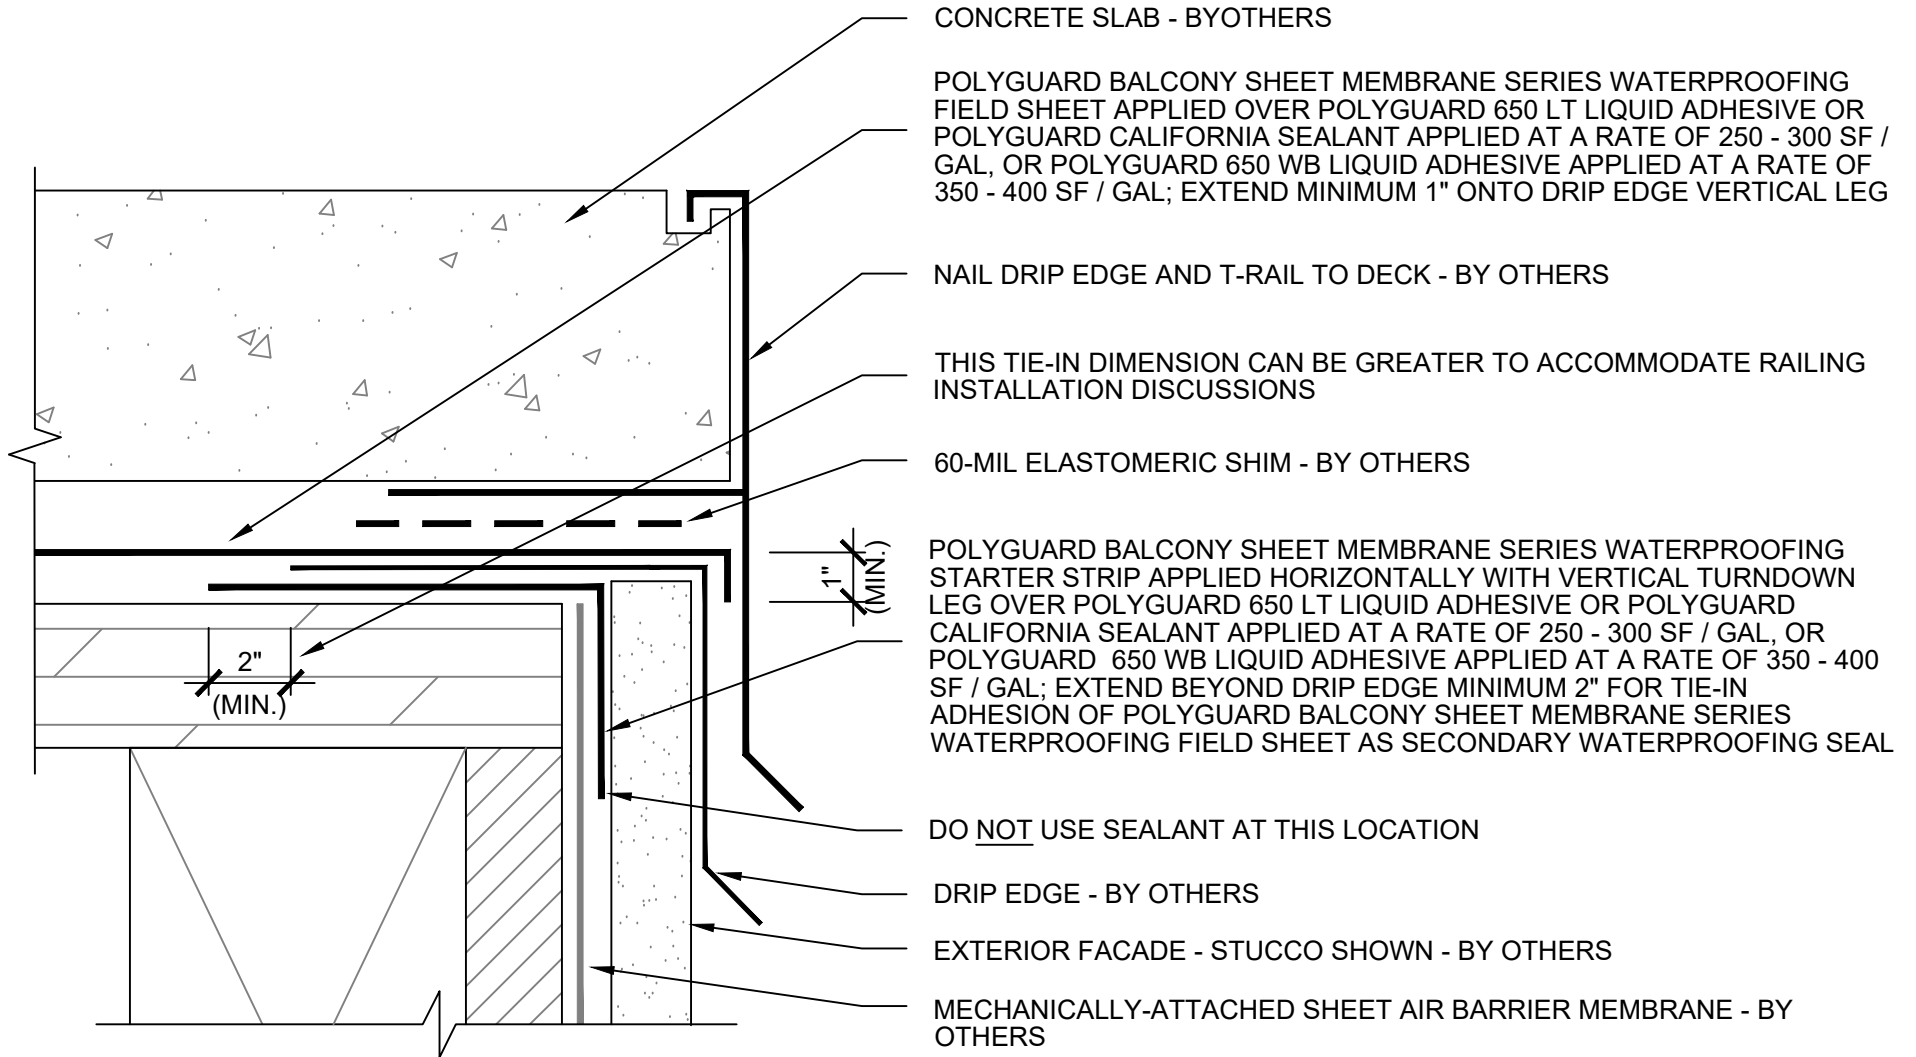 CONCRETE SLAB - BYOTHERS
POLYGUARD BALCONY SHEET MEMBRANE SERIES WATERPROOFING
FIELD SHEET APPLIED OVER POLYGUARD 650 LT LIQUID ADHESIVE OR
POLYGUARD CALIFORNIA SEALANT APPLIED AT A RATE OF 250 - 300 SF /
GAL, OR POLYGUARD 650 WB LIQUID ADHESIVE APPLIED AT A RATE OF
350 - 400 SF / GAL; EXTEND MINIMUM 1" ONTO DRIP EDGE VERTICAL LEG
NAIL DRIP EDGE AND T-RAIL TO DECK - BY OTHERS
THIS TIE-IN DIMENSION CAN BE GREATER TO ACCOMMODATE RAILING
INSTALLATION DISCUSSIONS
60-MIL ELASTOMERIC SHIM - BY OTHERS
1"
(MIN.)
POLYGUARD BALCONY SHEET MEMBRANE SERIES WATERPROOFING
STARTER STRIP APPLIED HORIZONTALLY WITH VERTICAL TURNDOWN
LEG OVER POLYGUARD 650 LT LIQUID ADHESIVE OR POLYGUARD
CALIFORNIA SEALANT APPLIED AT A RATE OF 250 - 300 SF / GAL, OR
POLYGUARD  650 WB LIQUID ADHESIVE APPLIED AT A RATE OF 350 - 400
SF / GAL; EXTEND BEYOND DRIP EDGE MINIMUM 2" FOR TIE-IN
ADHESION OF POLYGUARD BALCONY SHEET MEMBRANE SERIES
WATERPROOFING FIELD SHEET AS SECONDARY WATERPROOFING SEAL
2"
(MIN.)
DO NOT USE SEALANT AT THIS LOCATION
DRIP EDGE - BY OTHERS
EXTERIOR FACADE - STUCCO SHOWN - BY OTHERS
MECHANICALLY-ATTACHED SHEET AIR BARRIER MEMBRANE - BY
OTHERS